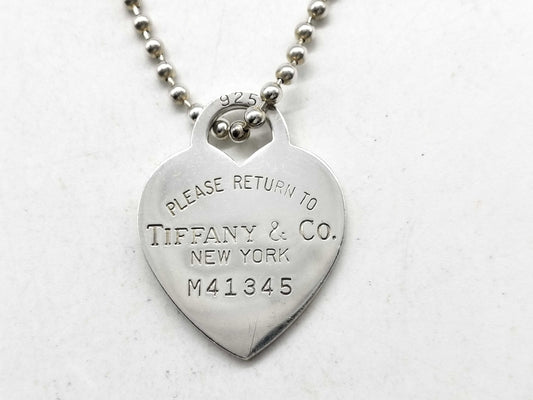 925
PLEASE RETURN TO
TIFFANY & CO.
NEW YORK
M41345